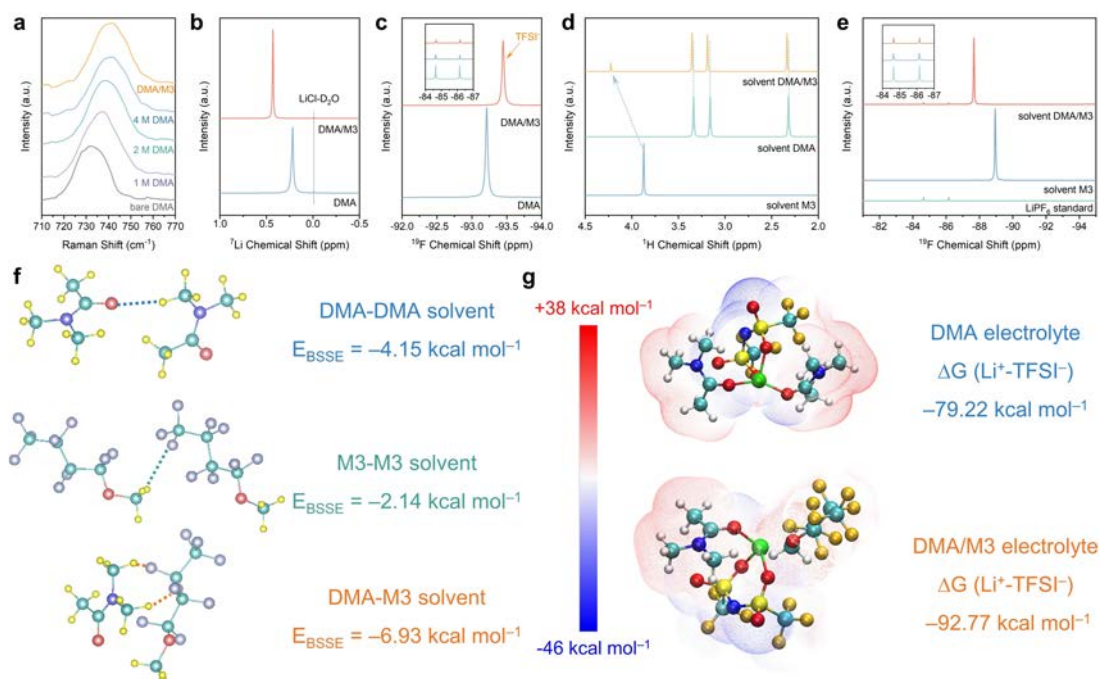 a
Intensity (a.u.)
DMA/M3
4 M DMA
2 M DMA
1 M DMA
bare DMA
710 720 730 740 750 760 770
Raman Shift (cm⁻¹)
b
Intensity (a.u.)
LiCl-D₂O
DMA/M3
DMA
1.0 0.5 0.0 -0.5
⁷Li Chemical Shift (ppm)
c
Intensity (a.u.)
-84 -85 -86 -87
TFSI⁻
DMA/M3
DMA
-92.5 -93.0 -93.5 -94.0
¹⁹F Chemical Shift (ppm)
d
Intensity (a.u.)
solvent DMA/M3
solvent DMA
solvent M3
4.5 4.0 3.5 3.0 2.5 2.0
¹H Chemical Shift (ppm)
e
Intensity (a.u.)
-84 -85 -86 -87
solvent DMA/M3
solvent M3
LiPF₆ standard
-82 -84 -86 -88 -90 -92 -94
¹⁹F Chemical Shift (ppm)
f
DMA-DMA solvent
E_BSSE = –4.15 kcal mol⁻¹
M3-M3 solvent
E_BSSE = –2.14 kcal mol⁻¹
DMA-M3 solvent
E_BSSE = –6.93 kcal mol⁻¹
g
+38 kcal mol⁻¹
-46 kcal mol⁻¹
DMA electrolyte
ΔG (Li⁺-TFSI⁻)
–79.22 kcal mol⁻¹
DMA/M3 electrolyte
ΔG (Li⁺-TFSI⁻)
–92.77 kcal mol⁻¹